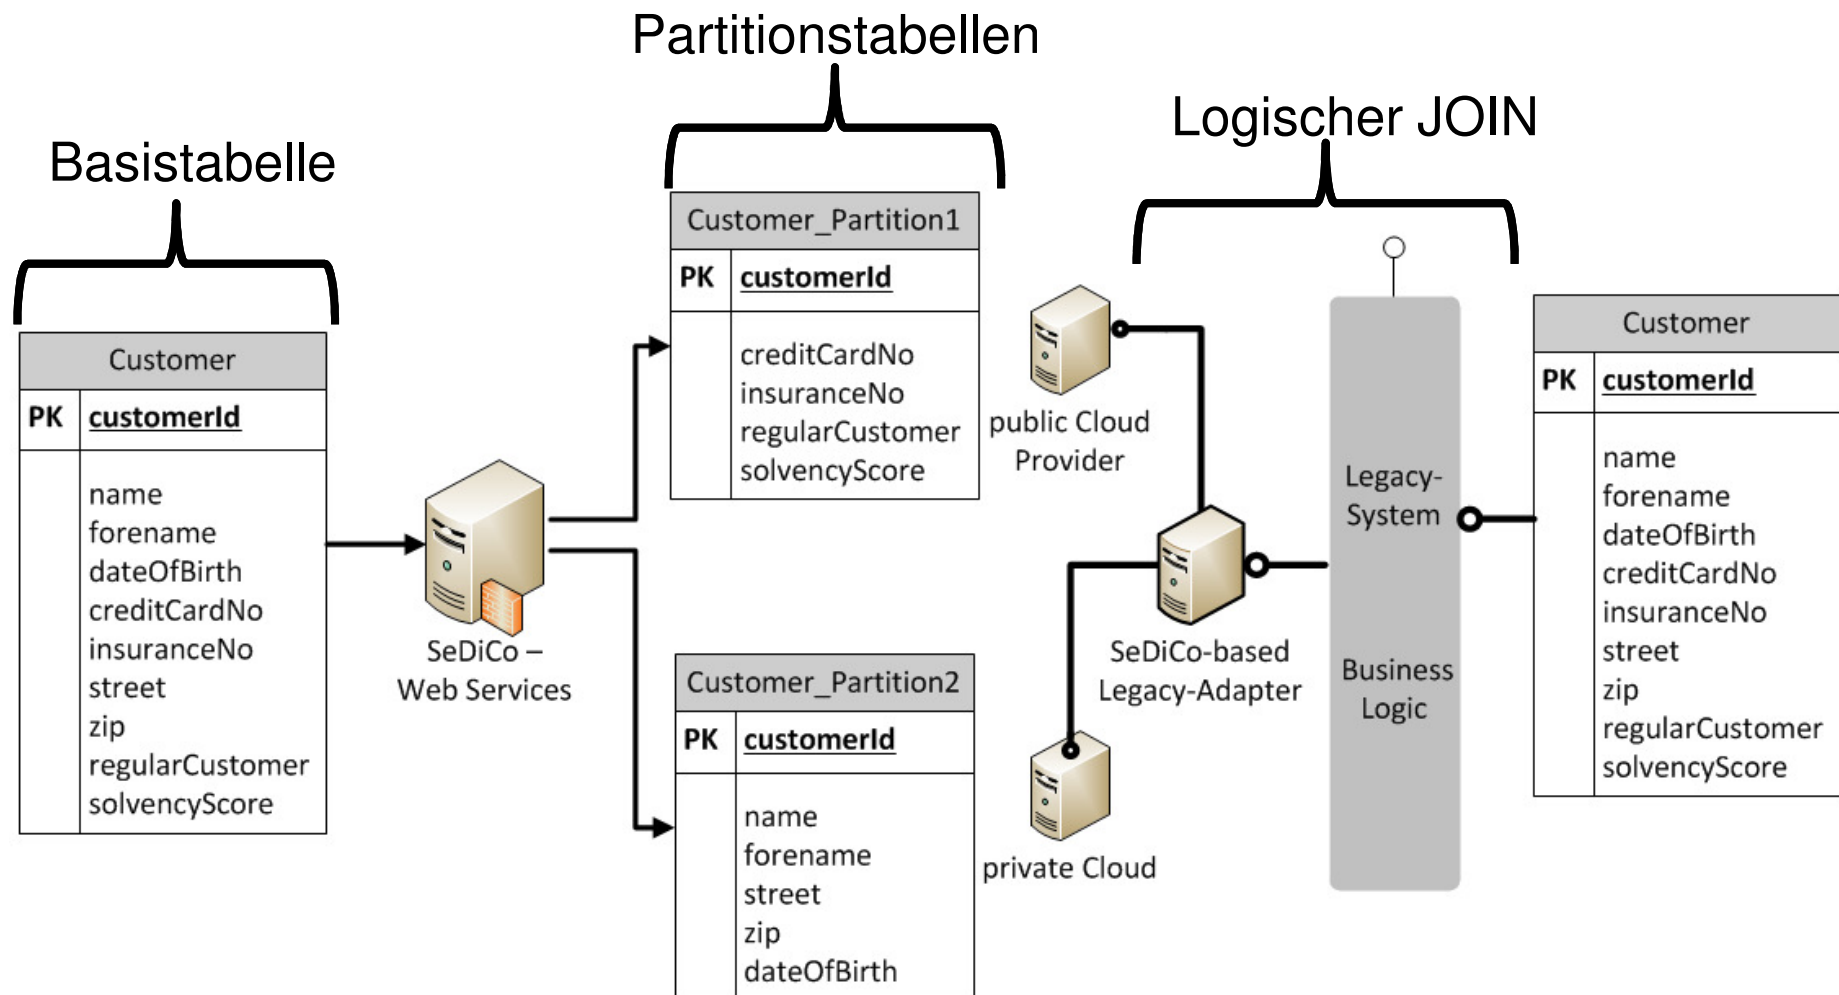 Partitionstabellen
Logischer JOIN
Basistabelle
Customer
PK customerId
name
forename
dateOfBirth
creditCardNo
insuranceNo
street
zip
regularCustomer
solvencyScore
SeDiCo –
Web Services
Customer_Partition1
PK customerId
creditCardNo
insuranceNo
regularCustomer
solvencyScore
Customer_Partition2
PK customerId
name
forename
street
zip
dateOfBirth
public Cloud
Provider
private Cloud
SeDiCo-based
Legacy-Adapter
Legacy-
System
Business
Logic
Customer
PK customerId
name
forename
dateOfBirth
creditCardNo
insuranceNo
street
zip
regularCustomer
solvencyScore